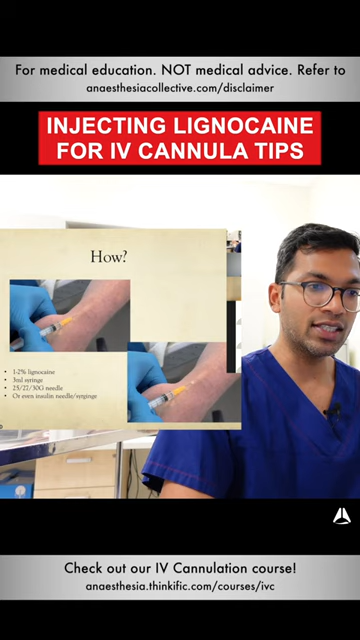 For medical education. NOT medical advice. Refer to
anaesthesiacollective.com/disclaimer
INJECTING LIGNOCAINE
FOR IV CANNULA TIPS
How?
• 1-2% lignocaine
• 3ml syringe
• 25/27/30G needle
• Or even insulin needle/syringe
Check out our IV Cannulation course!
anaesthesia.thinkific.com/courses/ivc